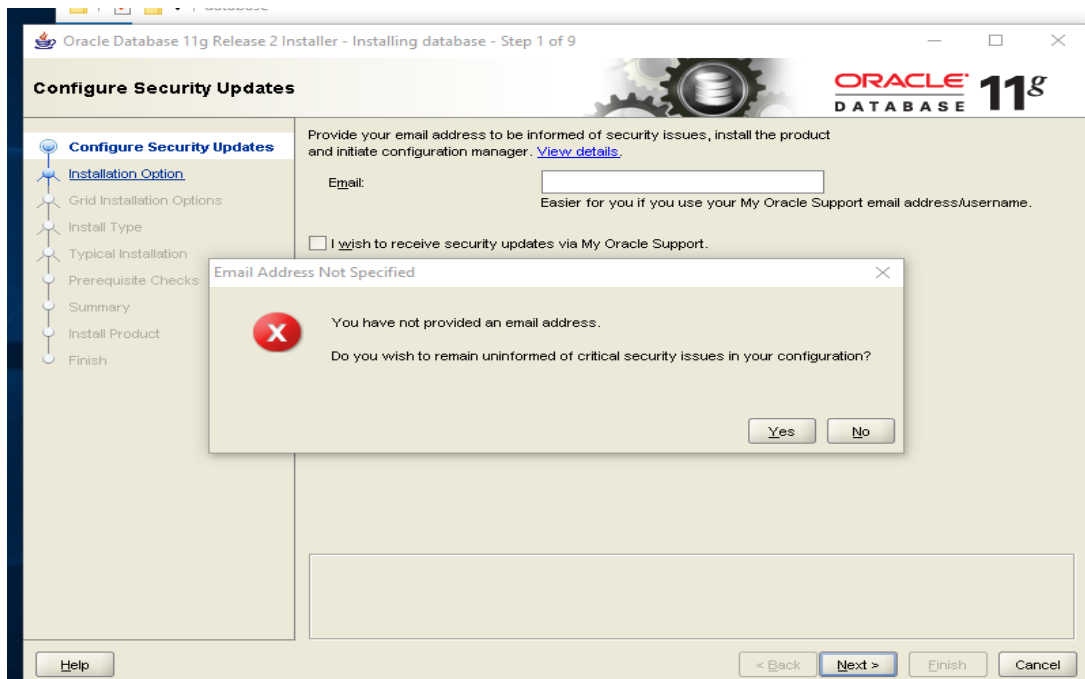 database
Oracle Database 11g Release 2 Installer - Installing database - Step 1 of 9
Configure Security Updates
ORACLE 11g
DATABASE
Configure Security Updates
Installation Option
Grid Installation Options
Install Type
Typical Installation
Prerequisite Checks
Summary
Install Product
Finish
Provide your email address to be informed of security issues, install the product
and initiate configuration manager. View details.
Email:
Easier for you if you use your My Oracle Support email address/username.
I wish to receive security updates via My Oracle Support.
Email Address Not Specified
You have not provided an email address.
Do you wish to remain uninformed of critical security issues in your configuration?
Yes No
Help < Back Next > Finish Cancel